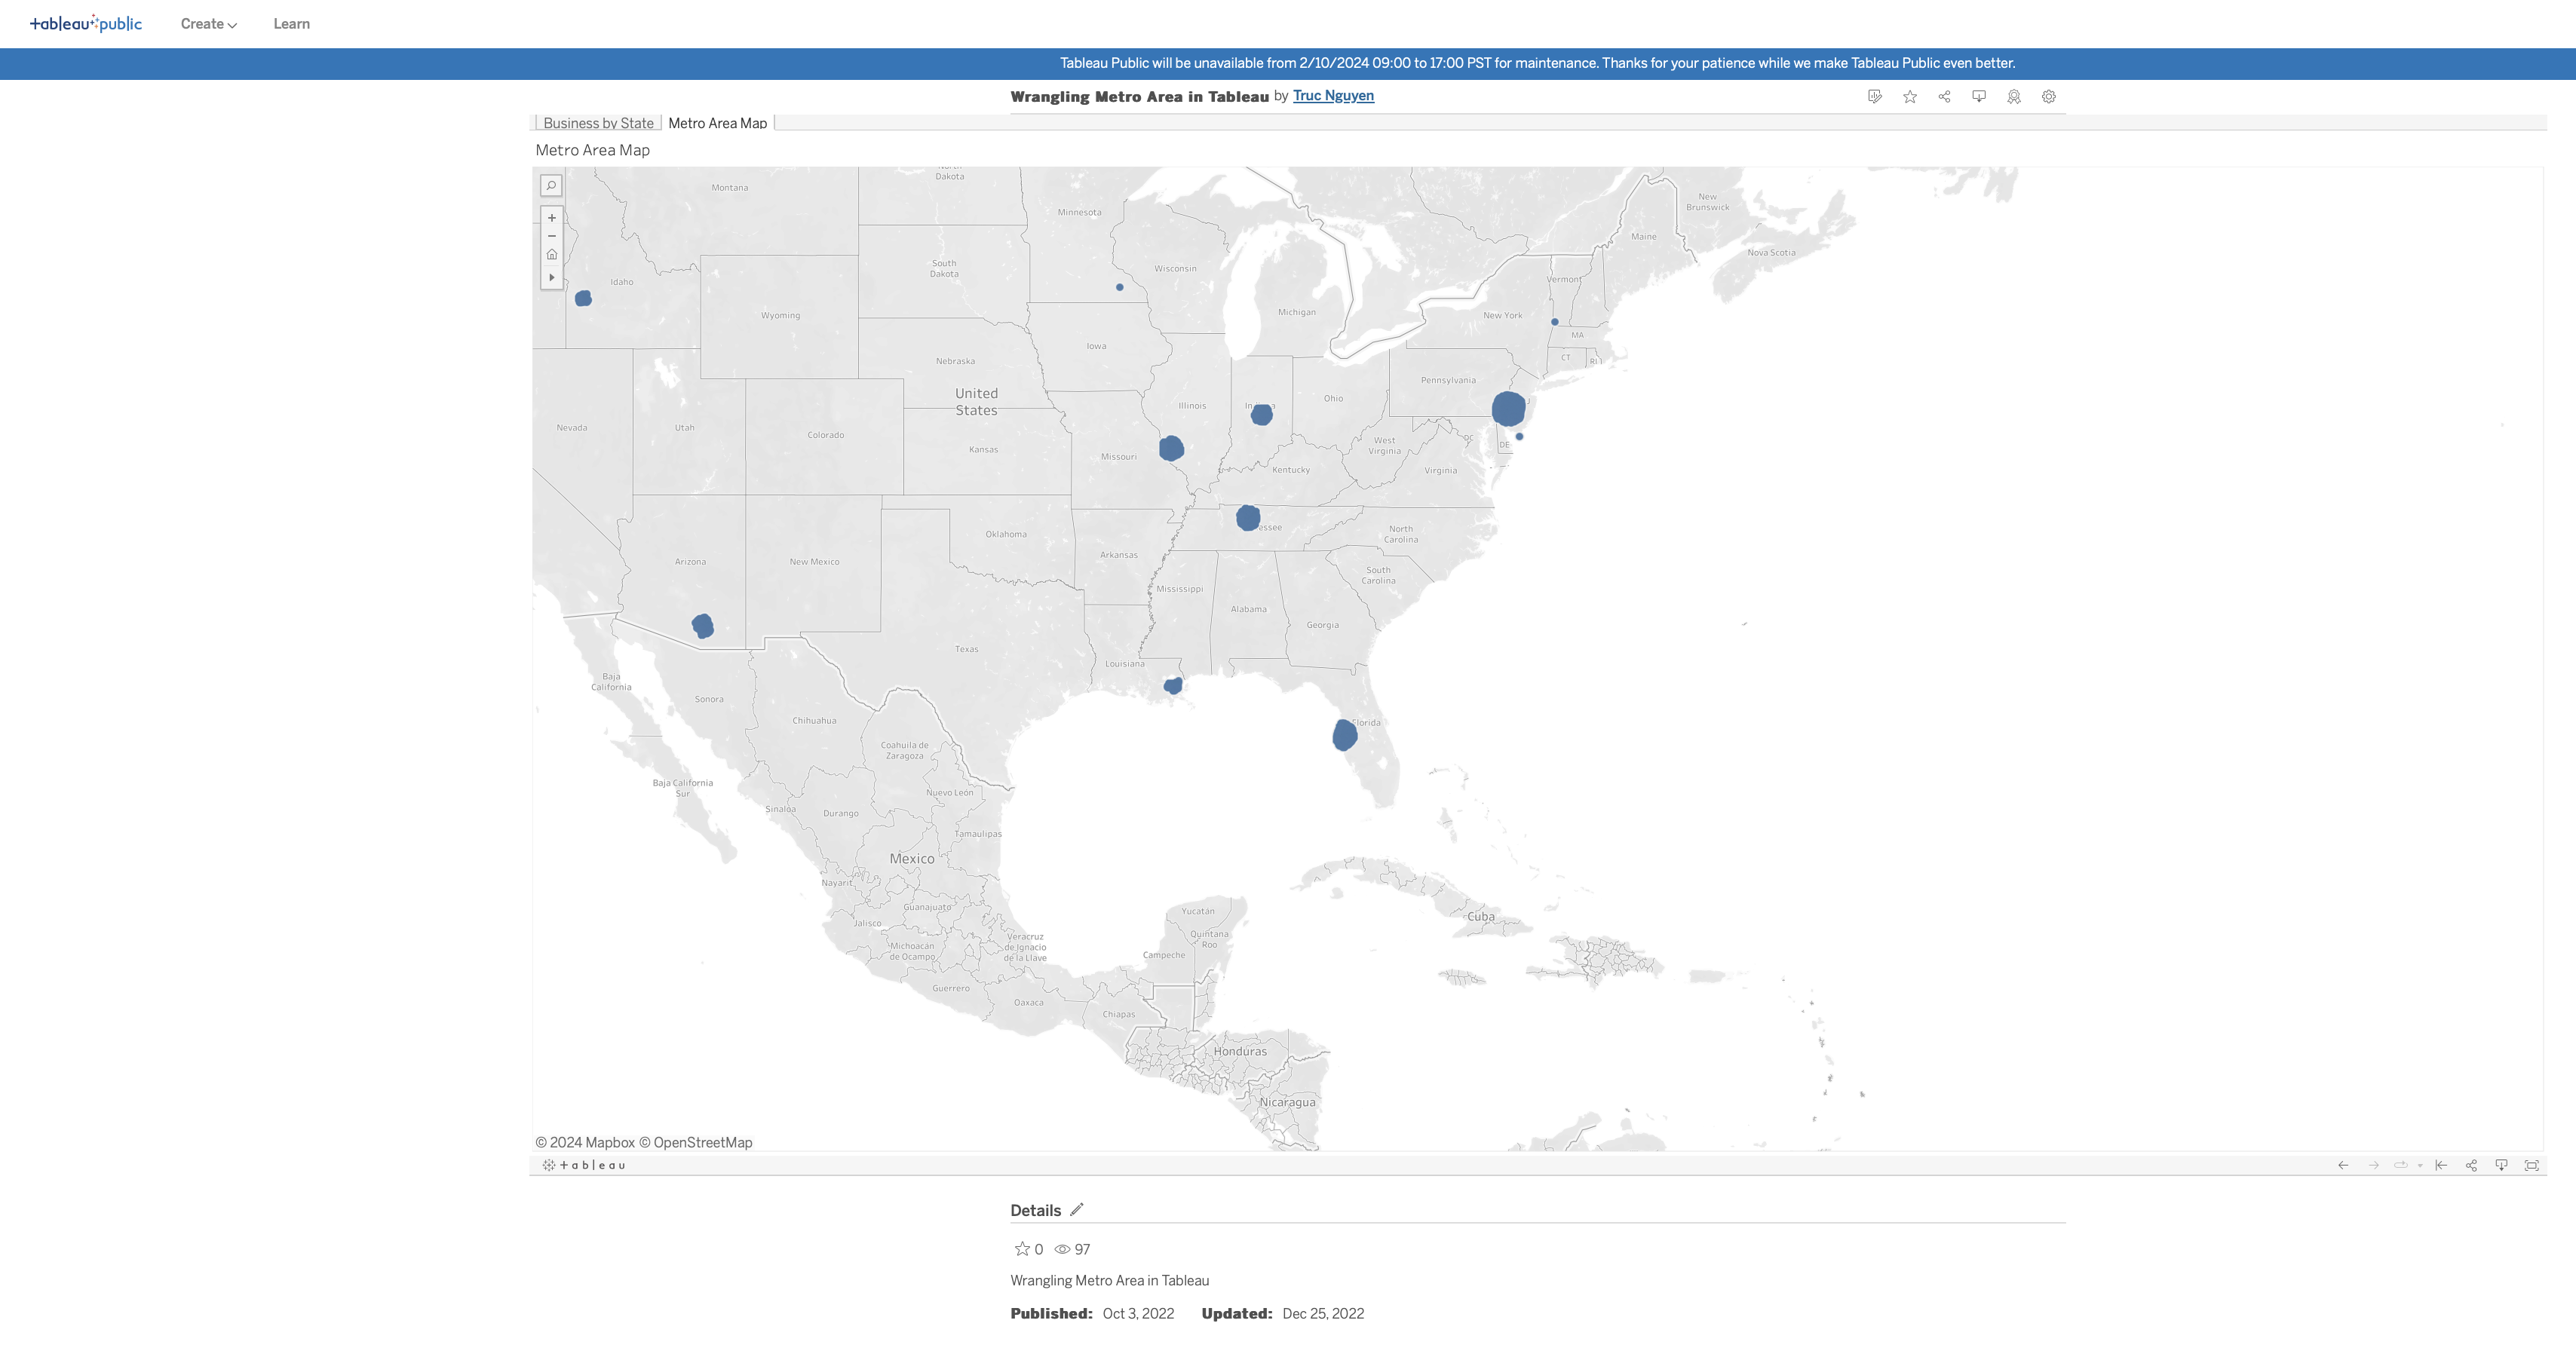 tableau public Create Learn
Tableau Public will be unavailable from 2/10/2024 09:00 to 17:00 PST for maintenance. Thanks for your patience while we make Tableau Public even better.
Wrangling Metro Area in Tableau by Truc Nguyen
Business by State Metro Area Map
Metro Area Map
North
Dakota
Montana
Minnesota
New
Brunswick
Maine
Nova Scotia
South
Dakota
Wisconsin
Idaho
Vermont
Wyoming
Michigan
New York
MA
Iowa
CT
RI
Nebraska
Pennsylvania
United
States
Illinois
Ohio
Nevada
Utah
Colorado
Kansas
Missouri
West
Virginia
DC
DE
Kentucky
Virginia
Oklahoma
essee
North
Carolina
Arizona
New Mexico
Arkansas
South
Carolina
Mississippi
Alabama
Georgia
Texas
Louisiana
Baja
California
Sonora
Chihuahua
Florida
Coahuila de
Zaragoza
Baja California
Sur
Nuevo León
Sinaloa
Durango
Tamaulipas
Mexico
Nayarit
Guanajuato
Yucatán
Cuba
Jalisco
Quintana
Roo
Veracruz
de Ignacio
de la Llave
Michoacán
de Ocampo
Campeche
Guerrero
Oaxaca
Chiapas
Honduras
Nicaragua
© 2024 Mapbox © OpenStreetMap
+ableau
Details
0 97
Wrangling Metro Area in Tableau
Published: Oct 3, 2022 Updated: Dec 25, 2022